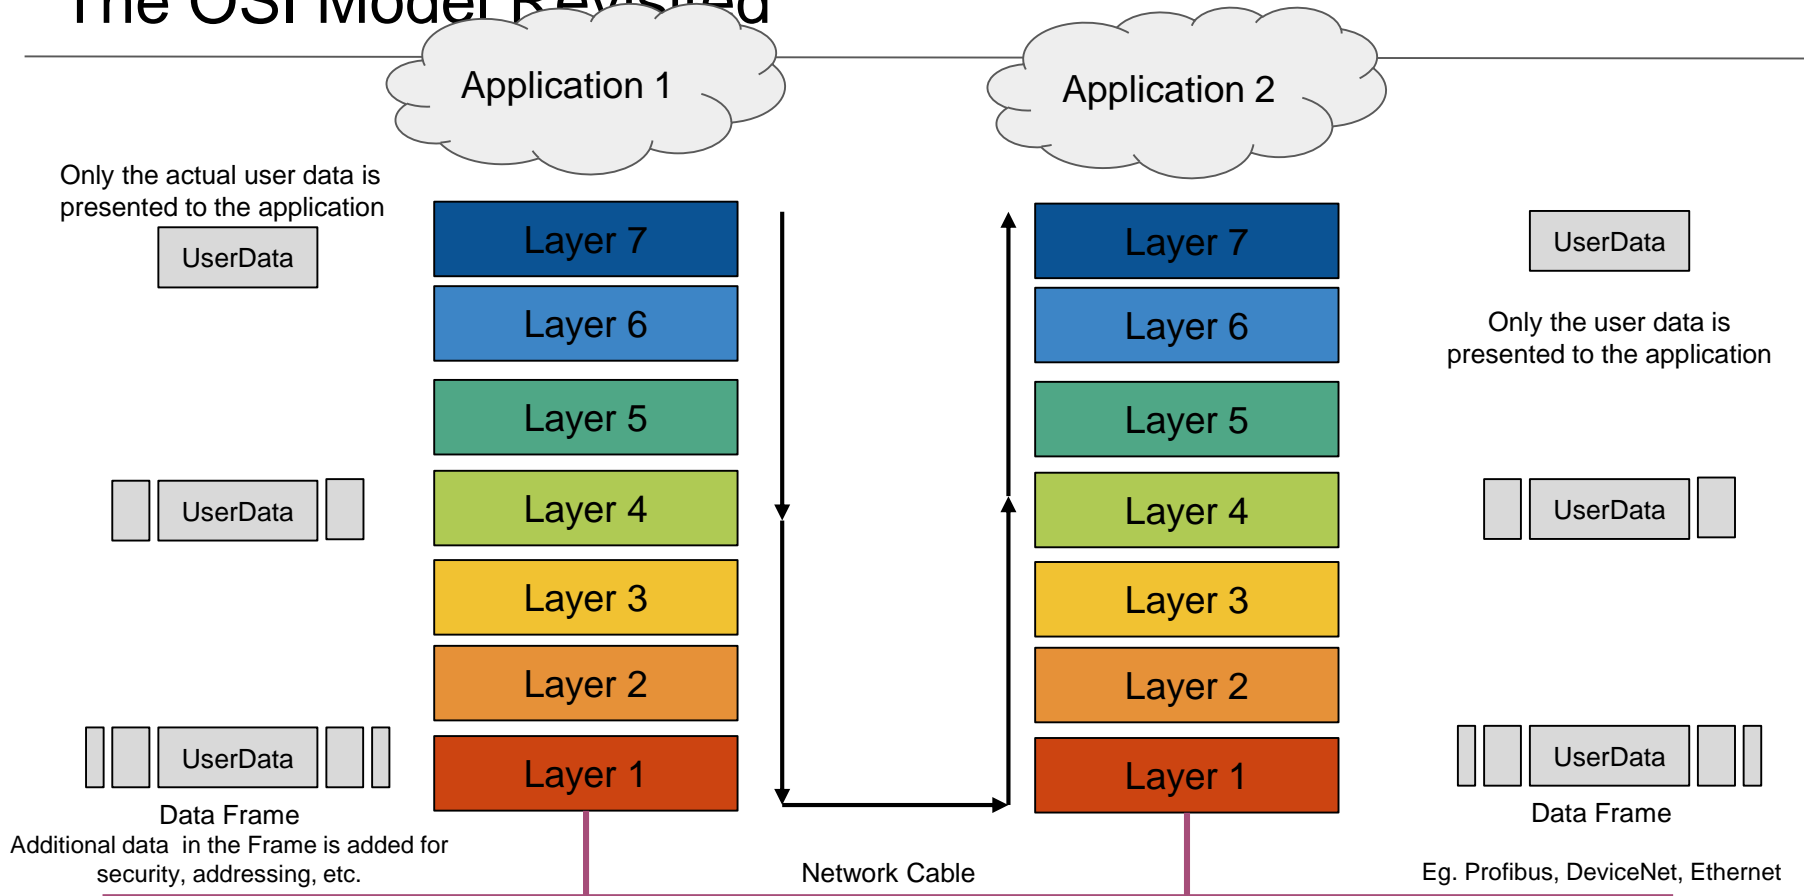 The OSI Model Revisited
Application 1
Application 2
Only the actual user data is
presented to the application
UserData
Layer 7
Layer 7
UserData
Layer 6
Layer 6
Only the user data is
presented to the application
Layer 5
Layer 5
UserData
Layer 4
Layer 4
UserData
Layer 3
Layer 3
Layer 2
Layer 2
UserData
Layer 1
Layer 1
UserData
Data Frame
Additional data in the Frame is added for
security, addressing, etc.
Network Cable
Data Frame
Eg. Profibus, DeviceNet, Ethernet